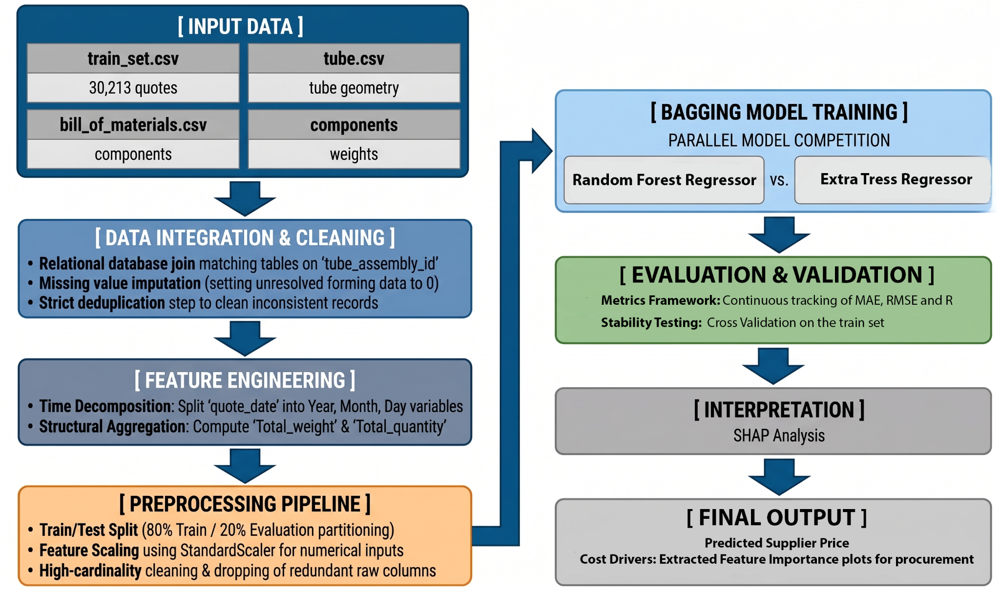 [ INPUT DATA ]
train_set.csv
30,213 quotes
tube.csv
tube geometry
bill_of_materials.csv
components
components
weights
[ DATA INTEGRATION & CLEANING ]
• Relational database join matching tables on ‘tube_assembly_id’
• Missing value imputation (setting unresolved forming data to 0)
• Strict deduplication step to clean inconsistent records
[ FEATURE ENGINEERING ]
• Time Decomposition: Split ‘quote_date’ into Year, Month, Day variables
• Structural Aggregation: Compute ‘Total_weight’ & ‘Total_quantity’
[ PREPROCESSING PIPELINE ]
• Train/Test Split (80% Train / 20% Evaluation partitioning)
• Feature Scaling using StandardScaler for numerical inputs
• High-cardinality cleaning & dropping of redundant raw columns
[ BAGGING MODEL TRAINING ]
PARALLEL MODEL COMPETITION
Random Forest Regressor vs. Extra Tress Regressor
[ EVALUATION & VALIDATION ]
Metrics Framework: Continuous tracking of MAE, RMSE and R
Stability Testing: Cross Validation on the train set
[ INTERPRETATION ]
SHAP Analysis
[ FINAL OUTPUT ]
Predicted Supplier Price
Cost Drivers: Extracted Feature Importance plots for procurement